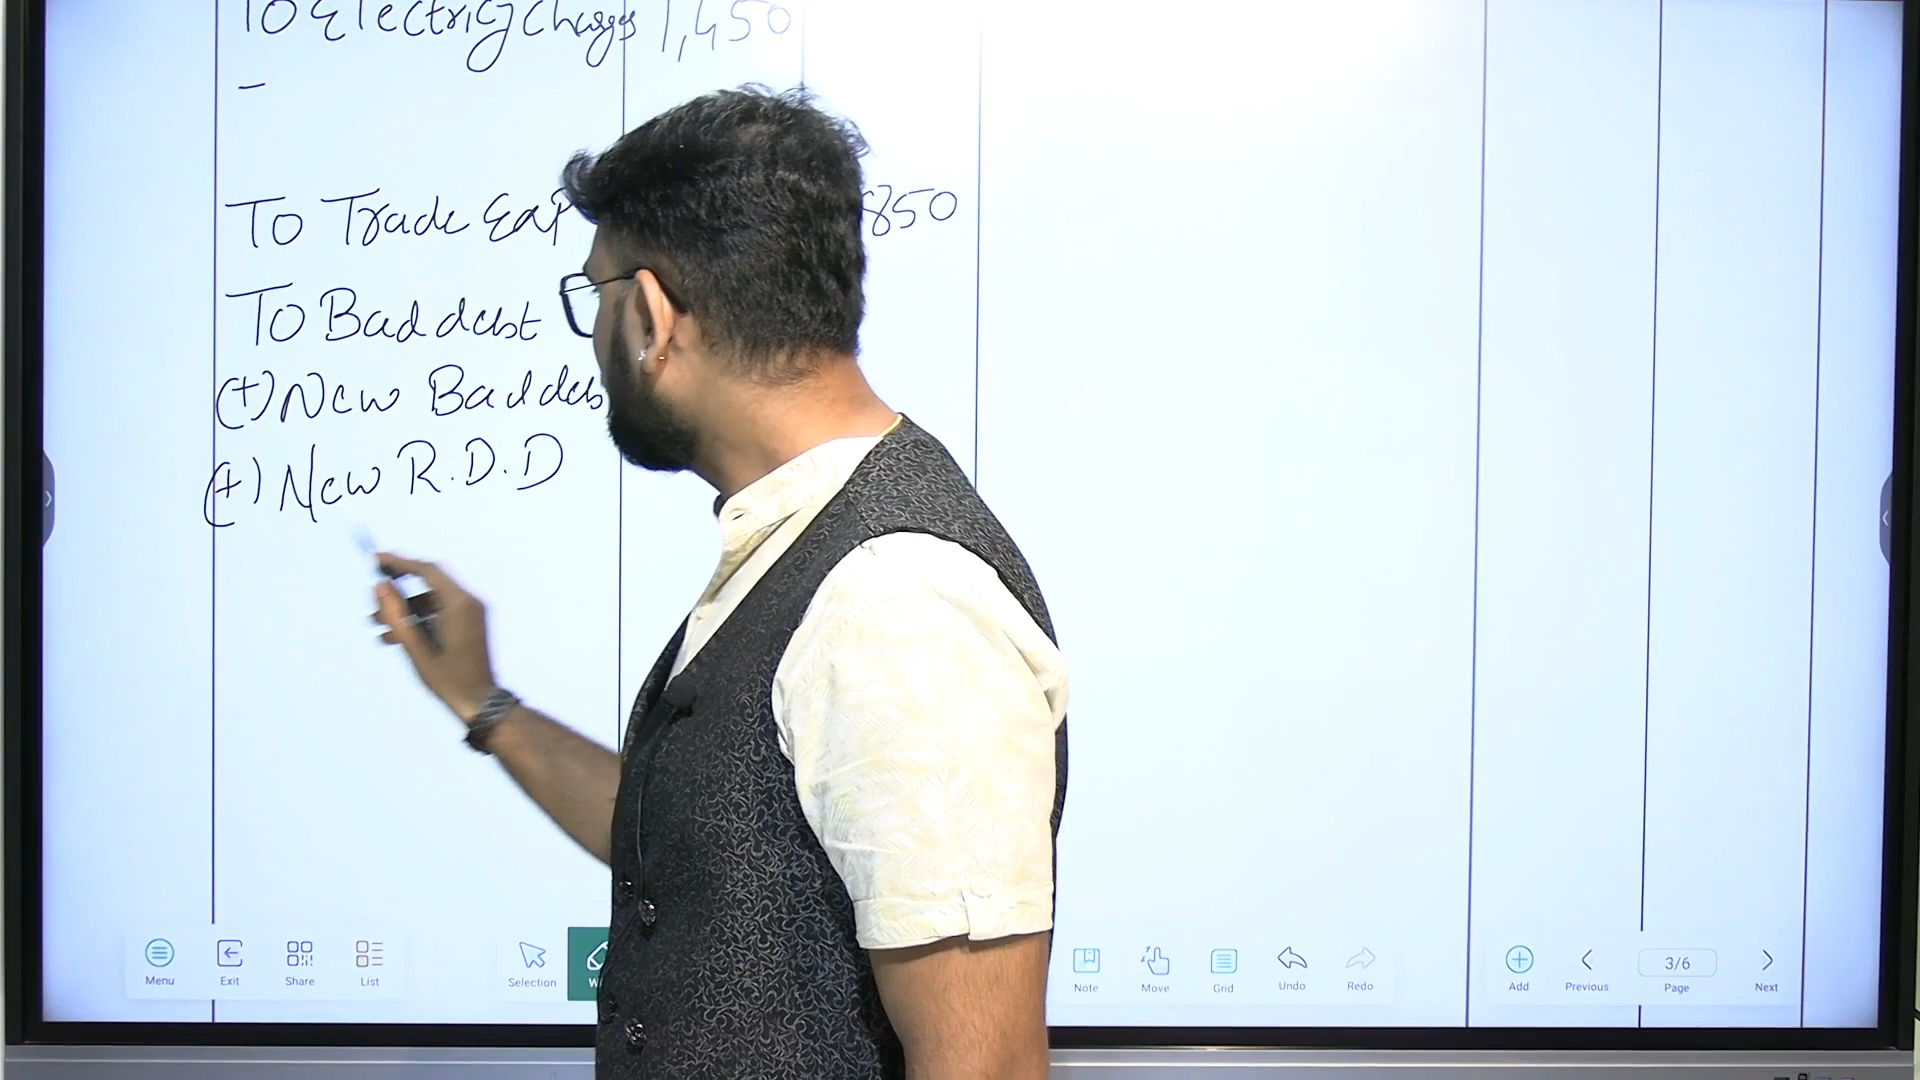 To Electricity charges 1,450
-
To Trade Exp 850
To Bad debt
(+) New Bad deb
(+) New R.D.D
Menu Exit Share List Selection W Note Move Grid Undo Redo Add Previous 3/6 Page Next